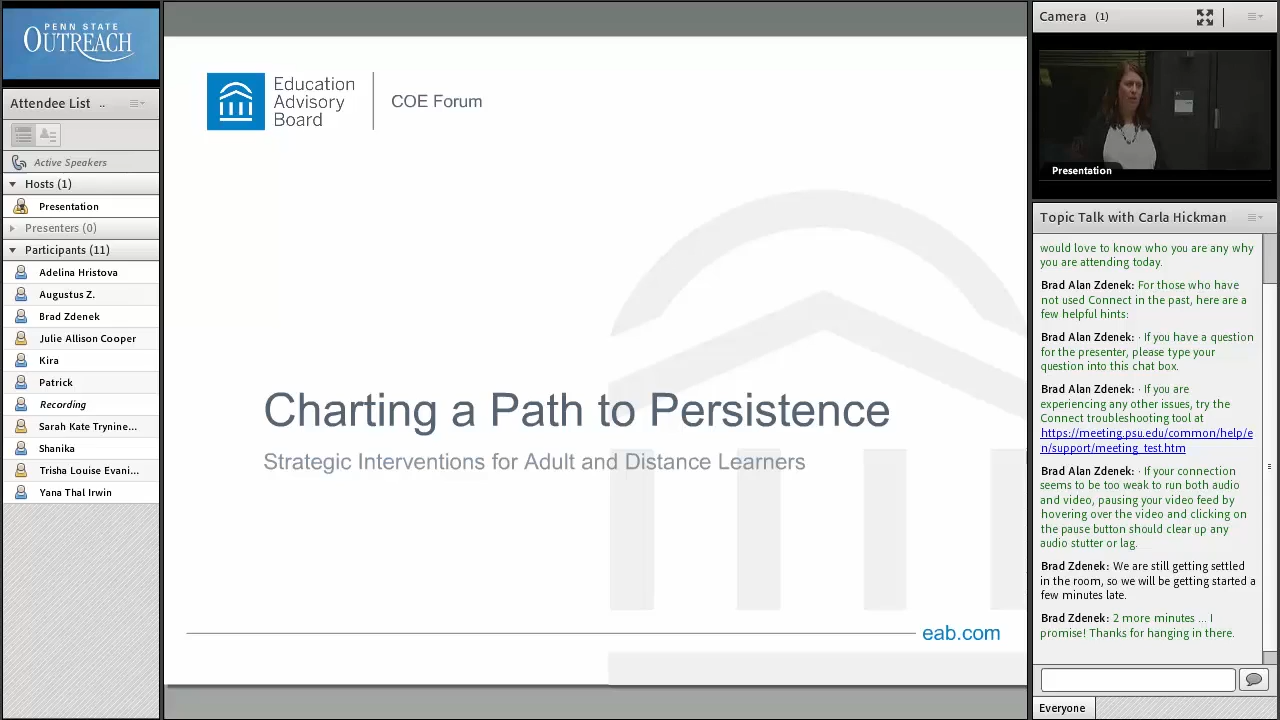 PENN STATE
OUTREACH
Attendee List ..
Active Speakers
Hosts (1)
Presentation
Presenters (0)
Participants (11)
Adelina Hristova
Augustus Z.
Brad Zdenek
Julie Allison Cooper
Kira
Patrick
Recording
Sarah Kate Trynine...
Shanika
Trisha Louise Evani...
Yana Thal Irwin
Education
Advisory
Board
COE Forum
Charting a Path to Persistence
Strategic Interventions for Adult and Distance Learners
eab.com
Camera (1)
Presentation
Topic Talk with Carla Hickman
would love to know who you are any why
you are attending today.
Brad Alan Zdenek: For those who have
not used Connect in the past, here are a
few helpful hints:
Brad Alan Zdenek: · If you have a question
for the presenter, please type your
question into this chat box.
Brad Alan Zdenek: · If you are
experiencing any other issues, try the
Connect troubleshooting tool at
https://meeting.psu.edu/common/help/e
n/support/meeting_test.htm
Brad Alan Zdenek: · If your connection
seems to be too weak to run both audio
and video, pausing your video feed by
hovering over the video and clicking on
the pause button should clear up any
audio stutter or lag.
Brad Zdenek: We are still getting settled
in the room, so we will be getting started a
few minutes late.
Brad Zdenek: 2 more minutes ... I
promise! Thanks for hanging in there.
Everyone